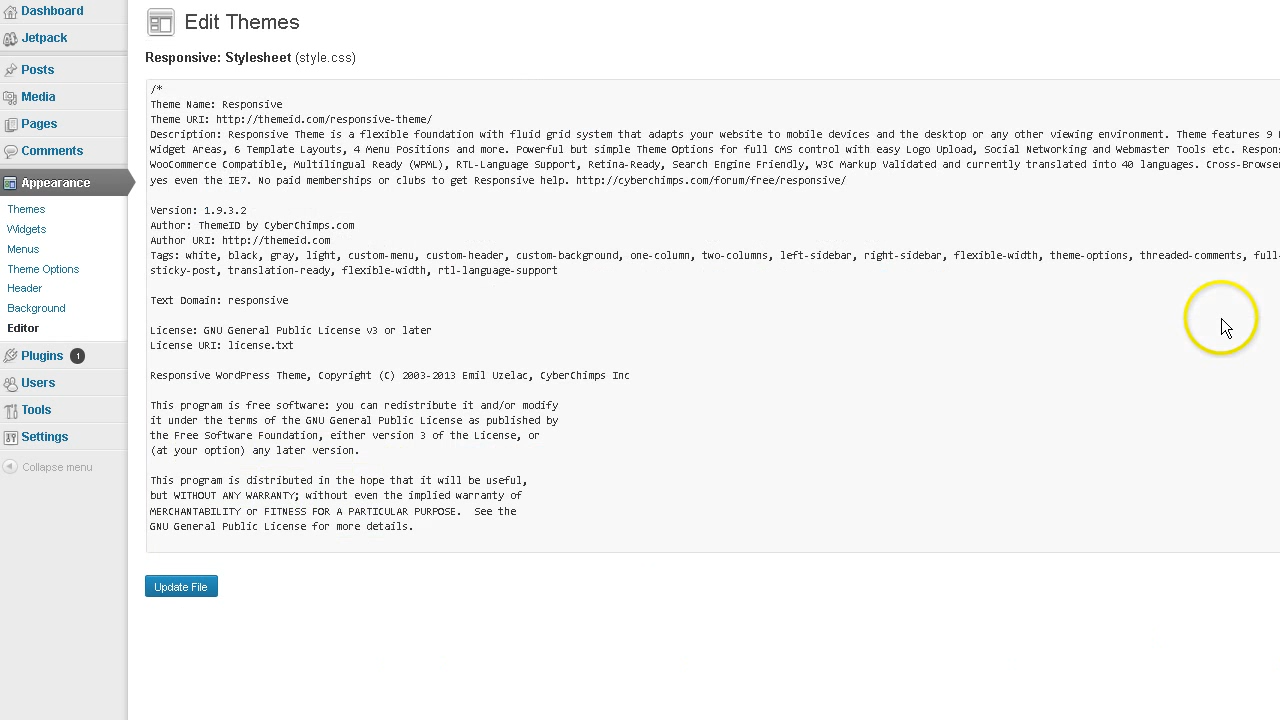 Dashboard
Jetpack
Posts
Media
Pages
Comments
Appearance
Themes
Widgets
Menus
Theme Options
Header
Background
Editor
Plugins 1
Users
Tools
Settings
Collapse menu
Edit Themes
Responsive: Stylesheet (style.css)
/*
Theme Name: Responsive
Theme URI: http://themeid.com/responsive-theme/
Description: Responsive Theme is a flexible foundation with fluid grid system that adapts your website to mobile devices and the desktop or any other viewing environment. Theme features 9
Widget Areas, 6 Template Layouts, 4 Menu Positions and more. Powerful but simple Theme Options for full CMS control with easy Logo Upload, Social Networking and Webmaster Tools etc. Respons
WooCommerce Compatible, Multilingual Ready (WPML), RTL-Language Support, Retina-Ready, Search Engine Friendly, W3C Markup Validated and currently translated into 40 languages. Cross-Browser
yes even the IE7. No paid memberships or clubs to get Responsive help. http://cyberchimps.com/forum/free/responsive/
Version: 1.9.3.2
Author: ThemeID by CyberChimps.com
Author URI: http://themeid.com
Tags: white, black, gray, light, custom-menu, custom-header, custom-background, one-column, two-columns, left-sidebar, right-sidebar, flexible-width, theme-options, threaded-comments, full-
sticky-post, translation-ready, flexible-width, rtl-language-support
Text Domain: responsive
License: GNU General Public License v3 or later
License URI: license.txt
Responsive WordPress Theme, Copyright (C) 2003-2013 Emil Uzelac, CyberChimps Inc
This program is free software: you can redistribute it and/or modify
it under the terms of the GNU General Public License as published by
the Free Software Foundation, either version 3 of the License, or
(at your option) any later version.
This program is distributed in the hope that it will be useful,
but WITHOUT ANY WARRANTY; without even the implied warranty of
MERCHANTABILITY or FITNESS FOR A PARTICULAR PURPOSE.  See the
GNU General Public License for more details.
Update File